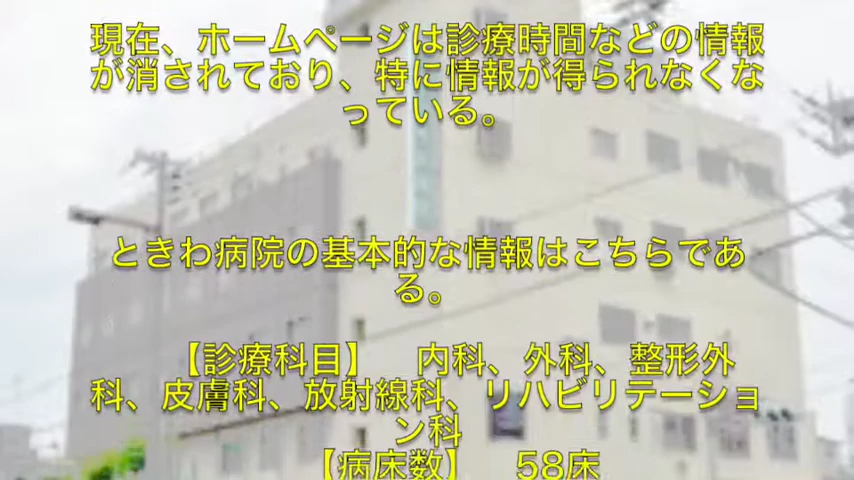 現在、ホームページは診療時間などの情報
が消されており、特に情報が得られなくな
っている。
ときわ病院の基本的な情報はこちらであ
る。
【診療科目】　内科、外科、整形外
科、皮膚科、放射線科、リハビリテーショ
ン科
【病床数】　58床